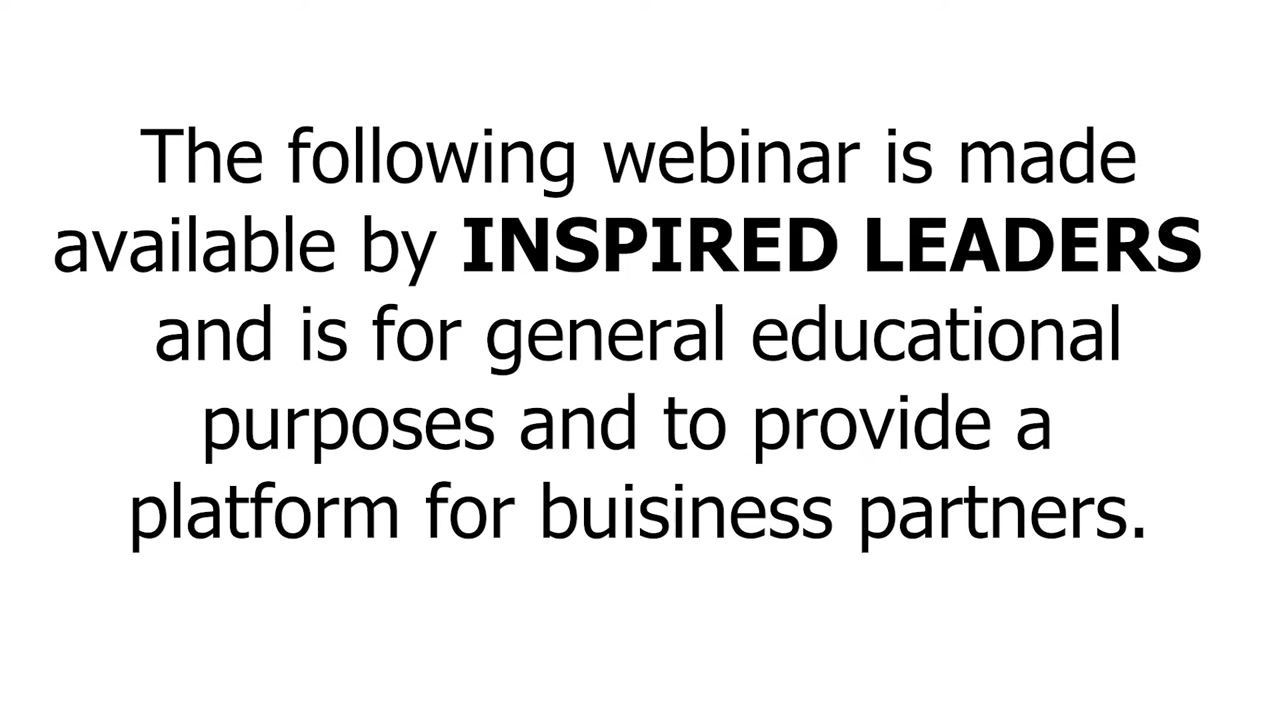 The following webinar is made
available by INSPIRED LEADERS
and is for general educational
purposes and to provide a
platform for buisiness partners.